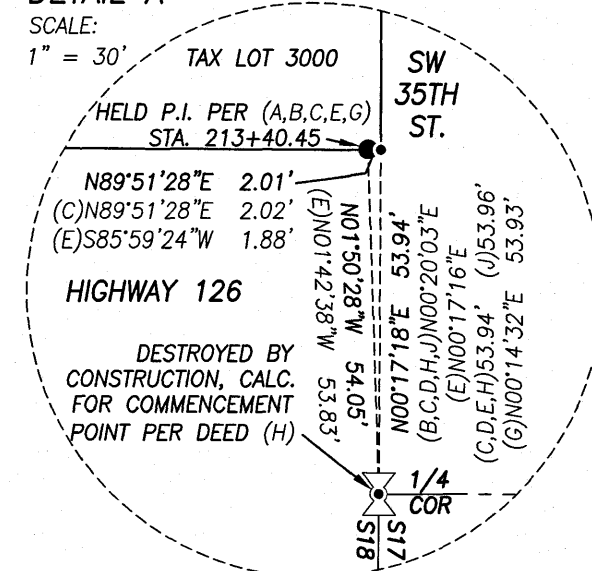 DETAIL A
SCALE:
1" = 30'
TAX LOT 3000
SW
35TH
ST.
HELD P.I. PER (A,B,C,E,G)
STA. 213+40.45
N89°51'28"E 2.01'
(C)N89°51'28"E 2.02'
(E)S85°59'24"W 1.88'
HIGHWAY 126
(E)N01°42'38"W 53.83'
N01°50'28"W 54.05'
N00°17'18"E 53.94'
(B,C,D,H,J)N00°20'03"E
(E)N00°17'16"E
(C,D,E,H)53.94' (J)53.96'
(G)N00°14'32"E 53.93'
DESTROYED BY
CONSTRUCTION, CALC.
FOR COMMENCEMENT
POINT PER DEED (H)
1/4
COR
S18
S17